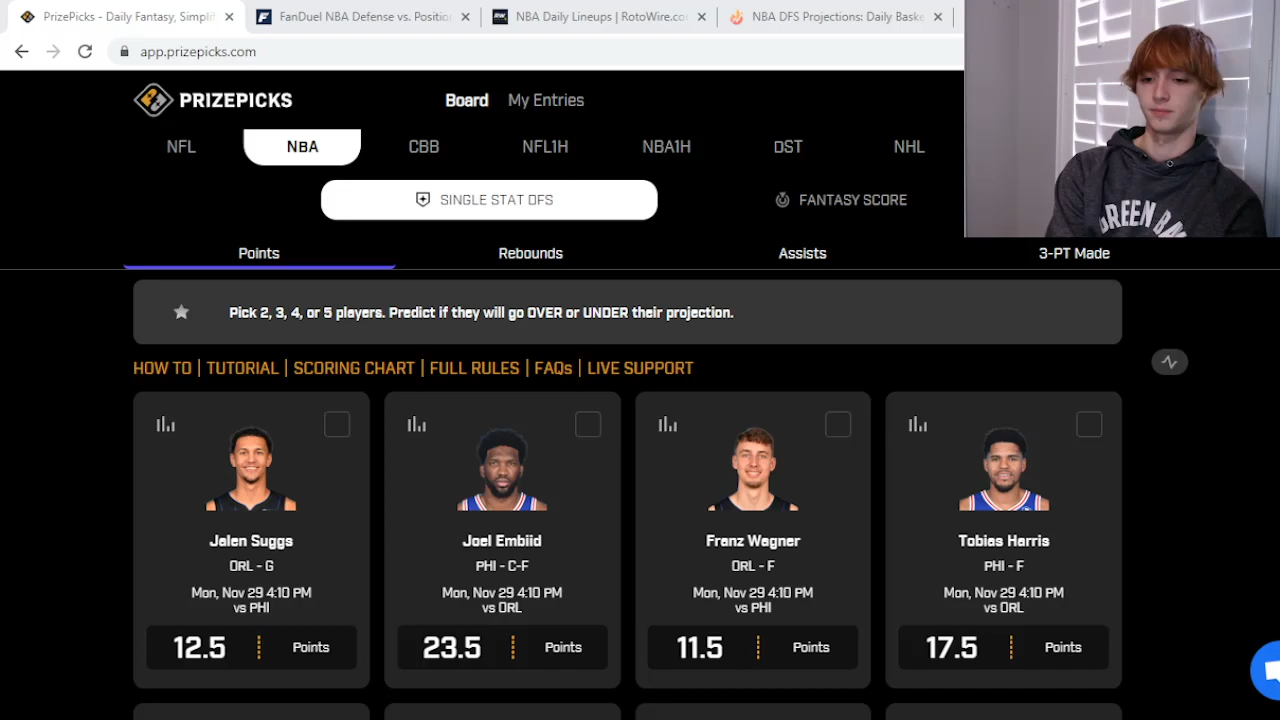 PrizePicks - Daily Fantasy, Simplif
FanDuel NBA Defense vs. Position
NBA Daily Lineups | RotoWire.co
NBA DFS Projections: Daily Baske
app.prizepicks.com
PRIZEPICKS
Board My Entries
NFL NBA CBB NFL1H NBA1H DST NHL
SINGLE STAT DFS FANTASY SCORE
GREEN BA
Points Rebounds Assists 3-PT Made
Pick 2, 3, 4, or 5 players. Predict if they will go OVER or UNDER their projection.
HOW TO | TUTORIAL | SCORING CHART | FULL RULES | FAQs | LIVE SUPPORT
Jalen Suggs
ORL - G
Mon, Nov 29 4:10 PM
vs PHI
12.5 Points
Joel Embiid
PHI - C-F
Mon, Nov 29 4:10 PM
vs ORL
23.5 Points
Franz Wagner
ORL - F
Mon, Nov 29 4:10 PM
vs PHI
11.5 Points
Tobias Harris
PHI - F
Mon, Nov 29 4:10 PM
vs ORL
17.5 Points